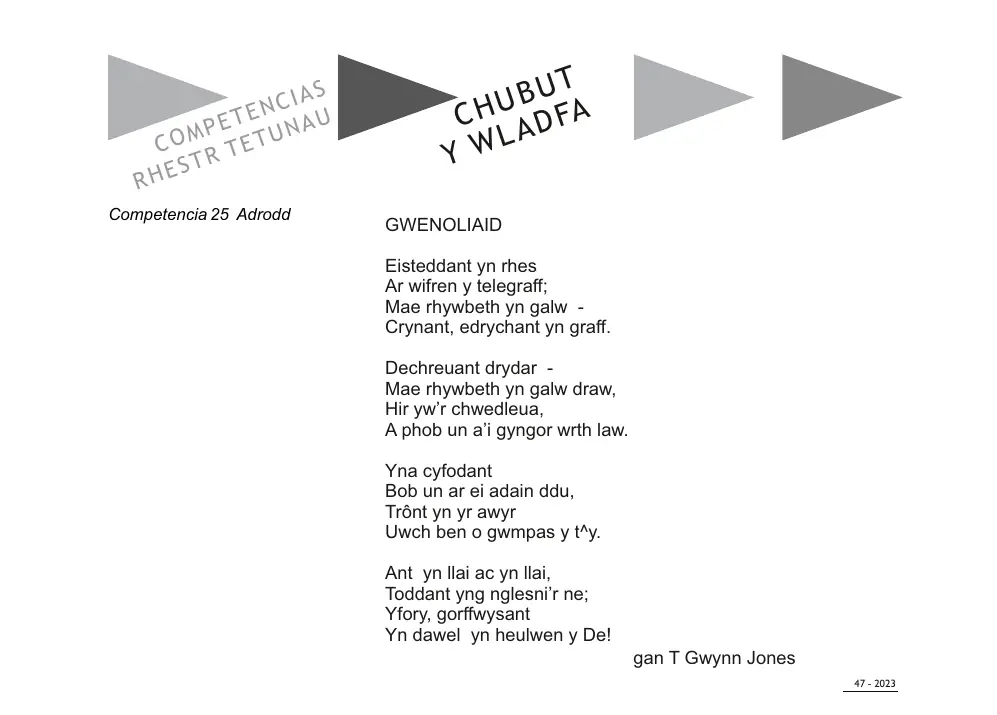 COMPETENCIAS
RHESTR TETUNAU
CHUBUT
Y WLADFA
Competencia 25 Adrodd
GWENOLIAID
Eisteddant yn rhes
Ar wifren y telegraff;
Mae rhywbeth yn galw -
Crynant, edrychant yn graff.
Dechreuant drydar -
Mae rhywbeth yn galw draw,
Hir yw’r chwedleua,
A phob un a’i gyngor wrth law.
Yna cyfodant
Bob un ar ei adain ddu,
Trônt yn yr awyr
Uwch ben o gwmpas y t^y.
Ant yn llai ac yn llai,
Toddant yng nglesni’r ne;
Yfory, gorffwysant
Yn dawel yn heulwen y De!
gan T Gwynn Jones
47 - 2023